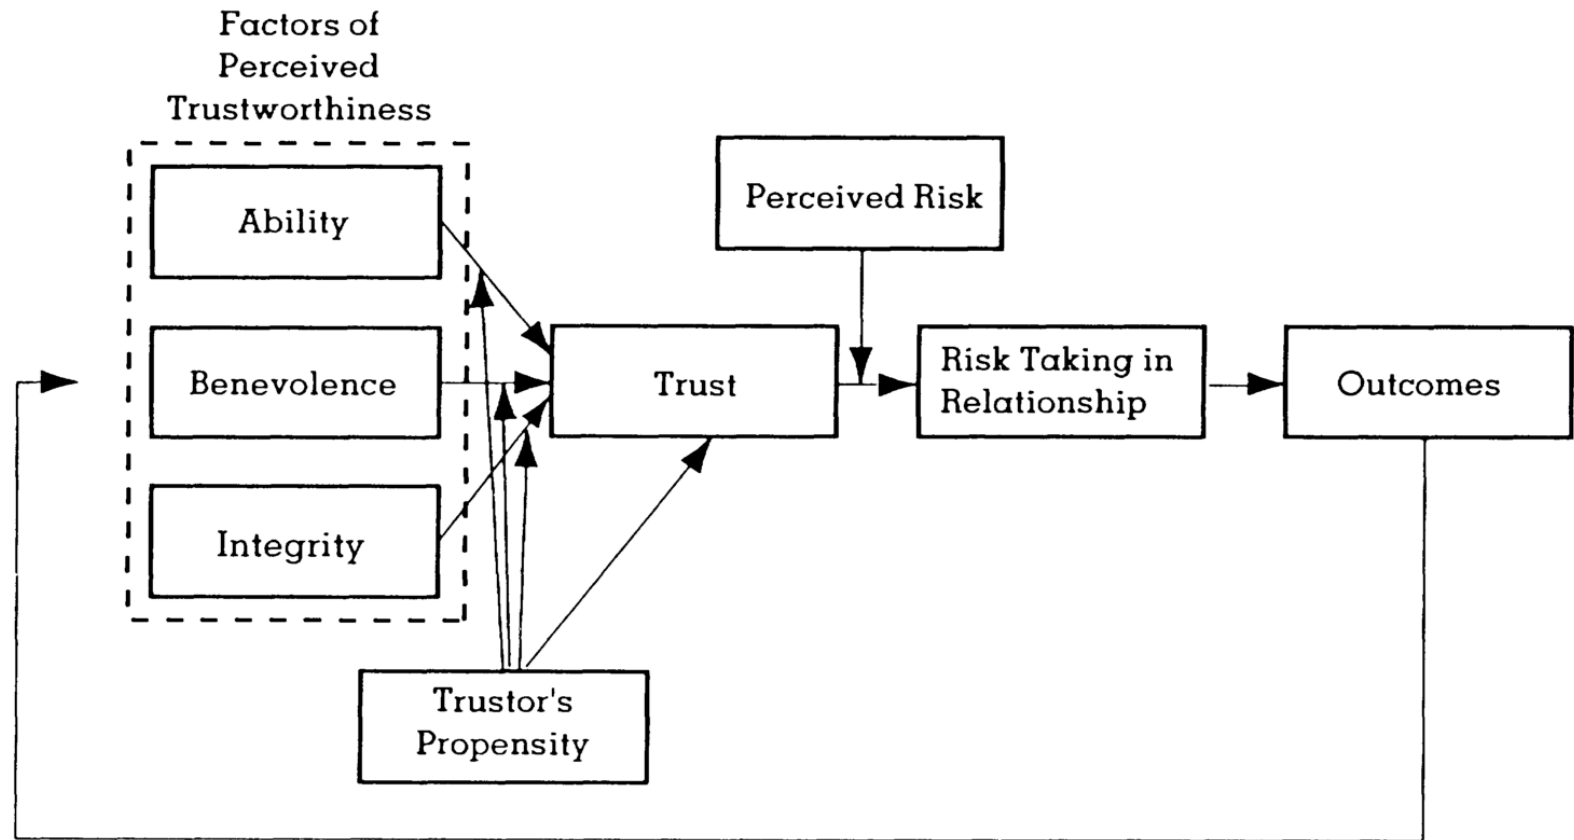 Factors of
Perceived
Trustworthiness
Ability
Perceived Risk
Benevolence
Trust
Risk Taking in
Relationship
Outcomes
Integrity
Trustor's
Propensity